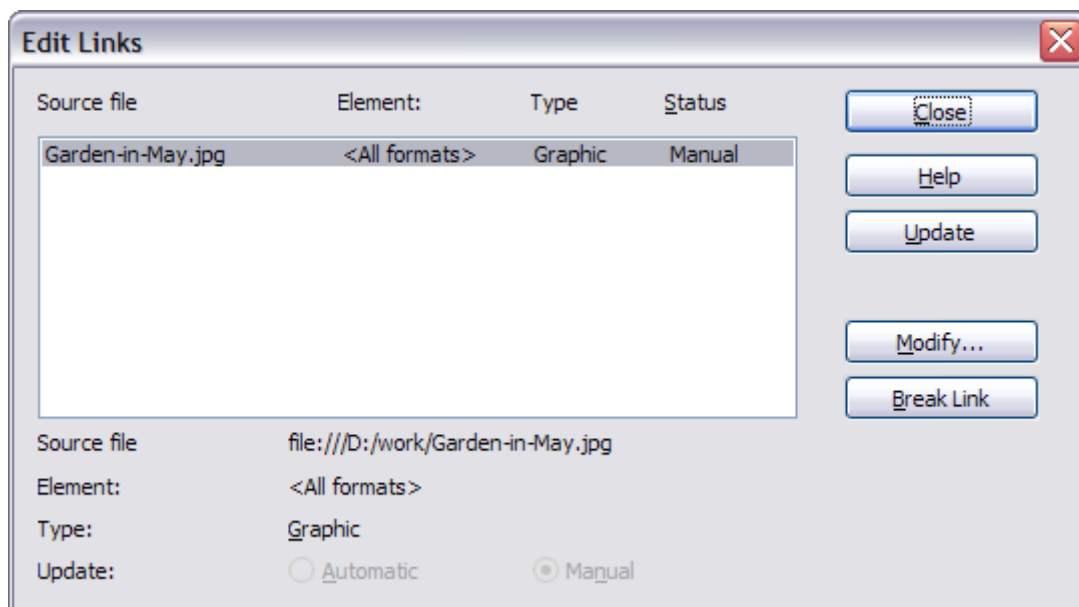 Edit Links
Source file Element: Type Status
Close
Garden-in-May.jpg <All formats> Graphic Manual
Help
Update
Modify...
Break Link
Source file file:///D:/work/Garden-in-May.jpg
Element: <All formats>
Type: Graphic
Update: Automatic Manual